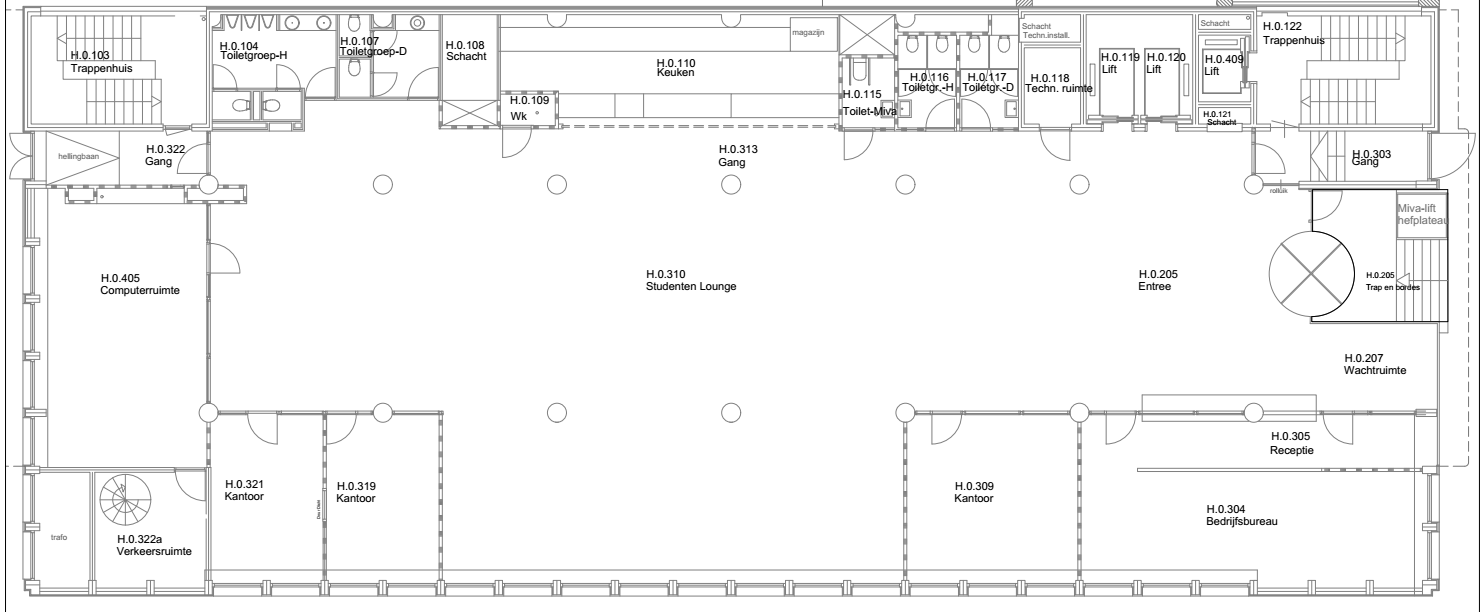 H.0.103
Trappenhuis
H.0.104
Toiletgroep-H
H.0.107
Toiletgroep-D
H.0.108
Schacht
H.0.110
Keuken
magazijn
H.0.109
Wk
H.0.115
Toilet-Miva
H.0.116
Toiletgr.-H
H.0.117
Toiletgr.-D
Schacht
Techn.install.
H.0.118
Techn. ruimte
H.0.119
Lift
H.0.120
Lift
Schacht
H.0.409
Lift
H.0.121
Schacht
H.0.122
Trappenhuis
hellingbaan
H.0.322
Gang
H.0.313
Gang
H.0.303
Gang
rolluik
Miva-lift
hefplateau
H.0.405
Computerruimte
H.0.310
Studenten Lounge
H.0.205
Entree
H.0.205
Trap en bordes
H.0.207
Wachtruimte
H.0.305
Receptie
H.0.321
Kantoor
H.0.319
Kantoor
H.0.309
Kantoor
H.0.304
Bedrijfsbureau
trafo
H.0.322a
Verkeersruimte